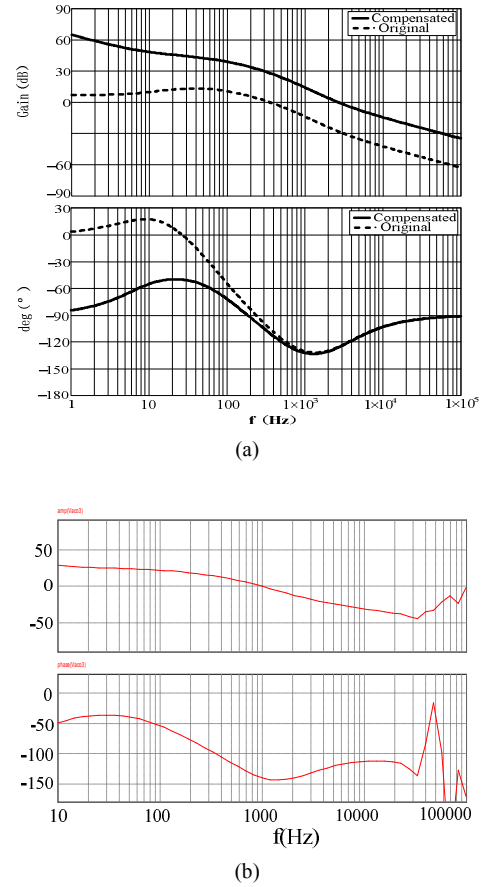 90
60
30
0
−60
−90
Gain (dB)
Compensated
Original
30
0
−30
−60
−90
−120
−150
−180
deg (°)
Compensated
Original
1 10 100 1×10³ 1×10⁴ 1×10⁵
f (Hz)
(a)
amp(Vaco3)
50
0
-50
phase(Vaco3)
0
-50
-100
-150
10 100 1000 10000 100000
f(Hz)
(b)